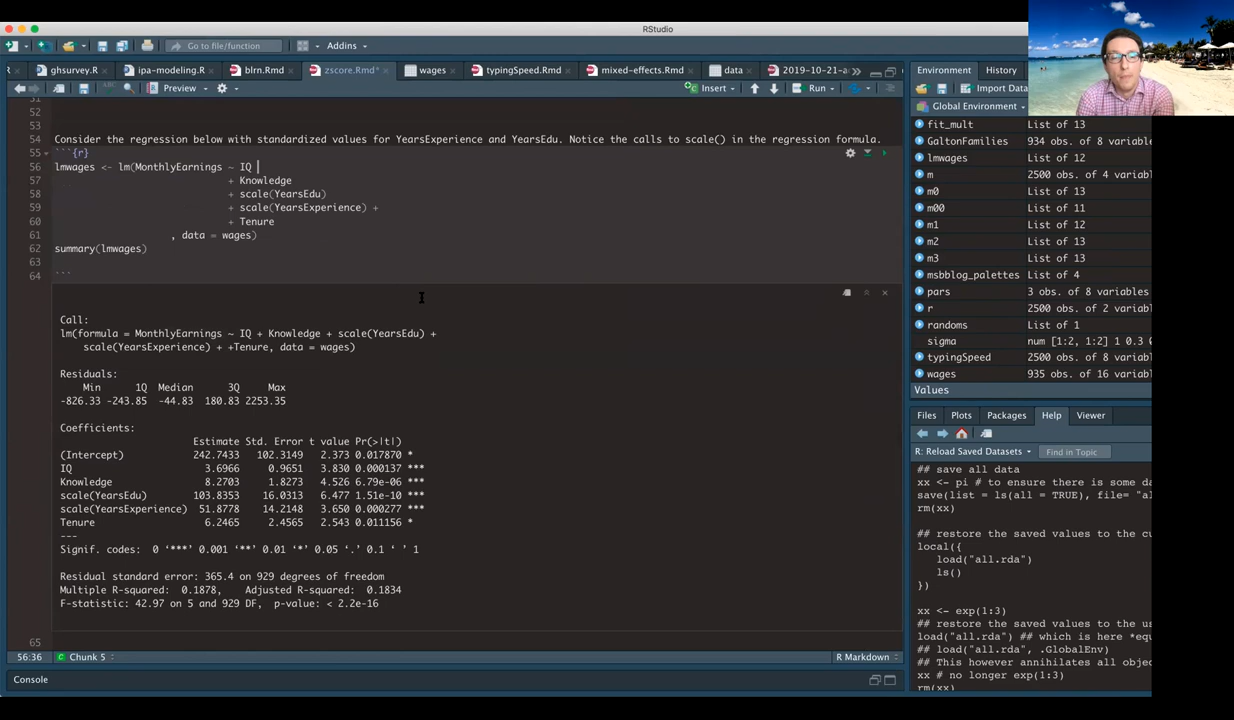 RStudio
Go to file/function
Addins
R
ghsurvey.R
ipa-modeling.R
blrn.Rmd
zscore.Rmd*
wages
typingSpeed.Rmd
mixed-effects.Rmd
data
2019-10-21-a
Preview
Insert
Run
51
52
53
54 Consider the regression below with standardized values for YearsExperience and YearsEdu. Notice the calls to scale() in the regression formula.
55 ```{r}
56 lmwages <- lm(MonthlyEarnings ~ IQ
57 + Knowledge
58 + scale(YearsEdu)
59 + scale(YearsExperience) +
60 + Tenure
61 , data = wages)
62 summary(lmwages)
63
64 ```
Call:
lm(formula = MonthlyEarnings ~ IQ + Knowledge + scale(YearsEdu) +
scale(YearsExperience) + +Tenure, data = wages)
Residuals:
Min 1Q Median 3Q Max
-826.33 -243.85 -44.83 180.83 2253.35
Coefficients:
Estimate Std. Error t value Pr(>|t|)
(Intercept) 242.7433 102.3149 2.373 0.017870 *
IQ 3.6966 0.9651 3.830 0.000137 ***
Knowledge 8.2703 1.8273 4.526 6.79e-06 ***
scale(YearsEdu) 103.8353 16.0313 6.477 1.51e-10 ***
scale(YearsExperience) 51.8778 14.2148 3.650 0.000277 ***
Tenure 6.2465 2.4565 2.543 0.011156 *
---
Signif. codes: 0 ‘***’ 0.001 ‘**’ 0.01 ‘*’ 0.05 ‘.’ 0.1 ‘ ’ 1
Residual standard error: 365.4 on 929 degrees of freedom
Multiple R-squared: 0.1878, Adjusted R-squared: 0.1834
F-statistic: 42.97 on 5 and 929 DF, p-value: < 2.2e-16
65
56:36
Chunk 5
R Markdown
Console
Environment
History
Import Data
Global Environment
fit_mult List of 13
GaltonFamilies 934 obs. of 8 variabl
lmwages List of 12
m 2500 obs. of 4 variabl
m0 List of 13
m00 List of 11
m1 List of 12
m2 List of 13
m3 List of 13
msbblog_palettes List of 4
pars 3 obs. of 8 variables
r 2500 obs. of 2 variabl
randoms List of 1
sigma num [1:2, 1:2] 1 0.3 0
typingSpeed 2500 obs. of 8 variabl
wages 935 obs. of 16 variabl
Values
Files
Plots
Packages
Help
Viewer
R: Reload Saved Datasets
Find in Topic
## save all data
xx <- pi # to ensure there is some da
save(list = ls(all = TRUE), file= "al
rm(xx)
## restore the saved values to the cu
local({
load("all.rda")
ls()
})
xx <- exp(1:3)
## restore the saved values to the us
load("all.rda") ## which is here *equ
## load("all.rda", .GlobalEnv)
## This however annihilates all objec
xx # no longer exp(1:3)
rm(xx)